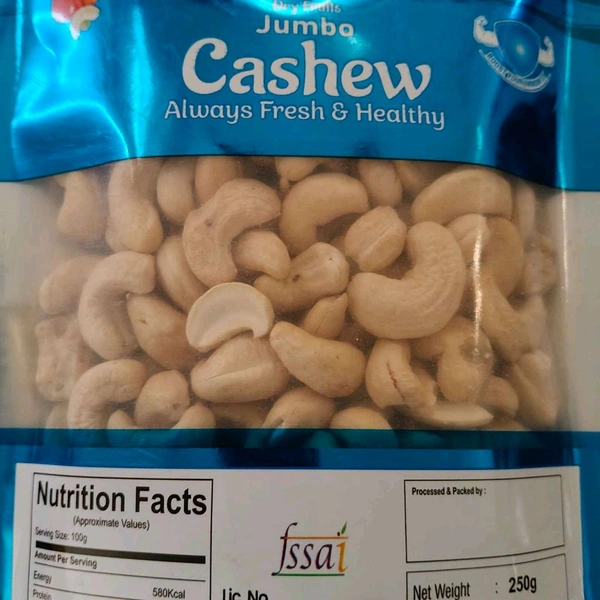 Dry Fruits
Jumbo
Cashew
Always Fresh & Healthy
Nutrition Facts
(Approximate Values)
Serving Size: 100g
Amount Per Serving
Energy 580Kcal
Protein
fssai
Lic No
Processed & Packed by :
Net Weight : 250g